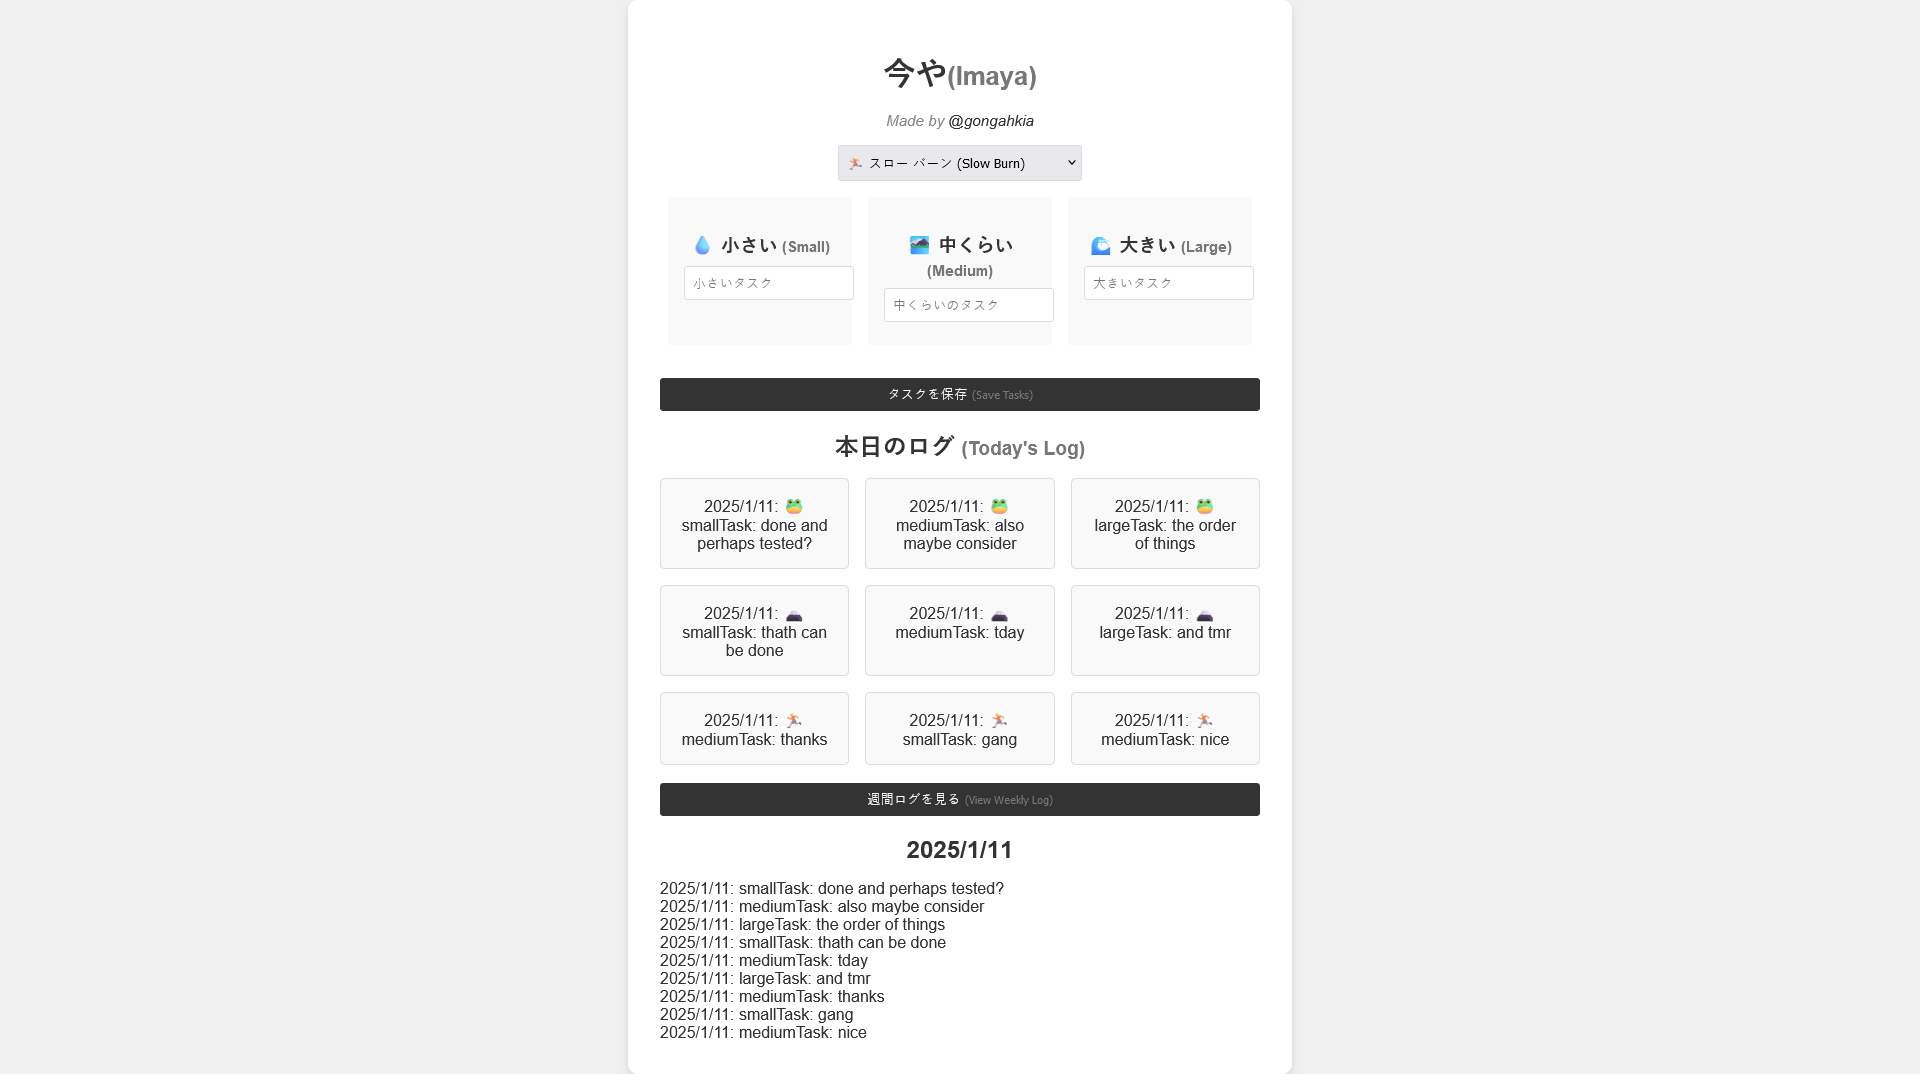 今や(Imaya)
Made by @gongahkia
スロー バーン (Slow Burn)
小さい (Small)
小さいタスク
中くらい
(Medium)
中くらいのタスク
大きい (Large)
大きいタスク
タスクを保存 (Save Tasks)
本日のログ (Today's Log)
2025/1/11: 🐸
smallTask: done and
perhaps tested?
2025/1/11: 🐸
mediumTask: also
maybe consider
2025/1/11: 🐸
largeTask: the order
of things
2025/1/11:
smallTask: thath can
be done
2025/1/11:
mediumTask: tday
2025/1/11:
largeTask: and tmr
2025/1/11:
mediumTask: thanks
2025/1/11:
smallTask: gang
2025/1/11:
mediumTask: nice
週間ログを見る (View Weekly Log)
2025/1/11
2025/1/11: smallTask: done and perhaps tested?
2025/1/11: mediumTask: also maybe consider
2025/1/11: largeTask: the order of things
2025/1/11: smallTask: thath can be done
2025/1/11: mediumTask: tday
2025/1/11: largeTask: and tmr
2025/1/11: mediumTask: thanks
2025/1/11: smallTask: gang
2025/1/11: mediumTask: nice